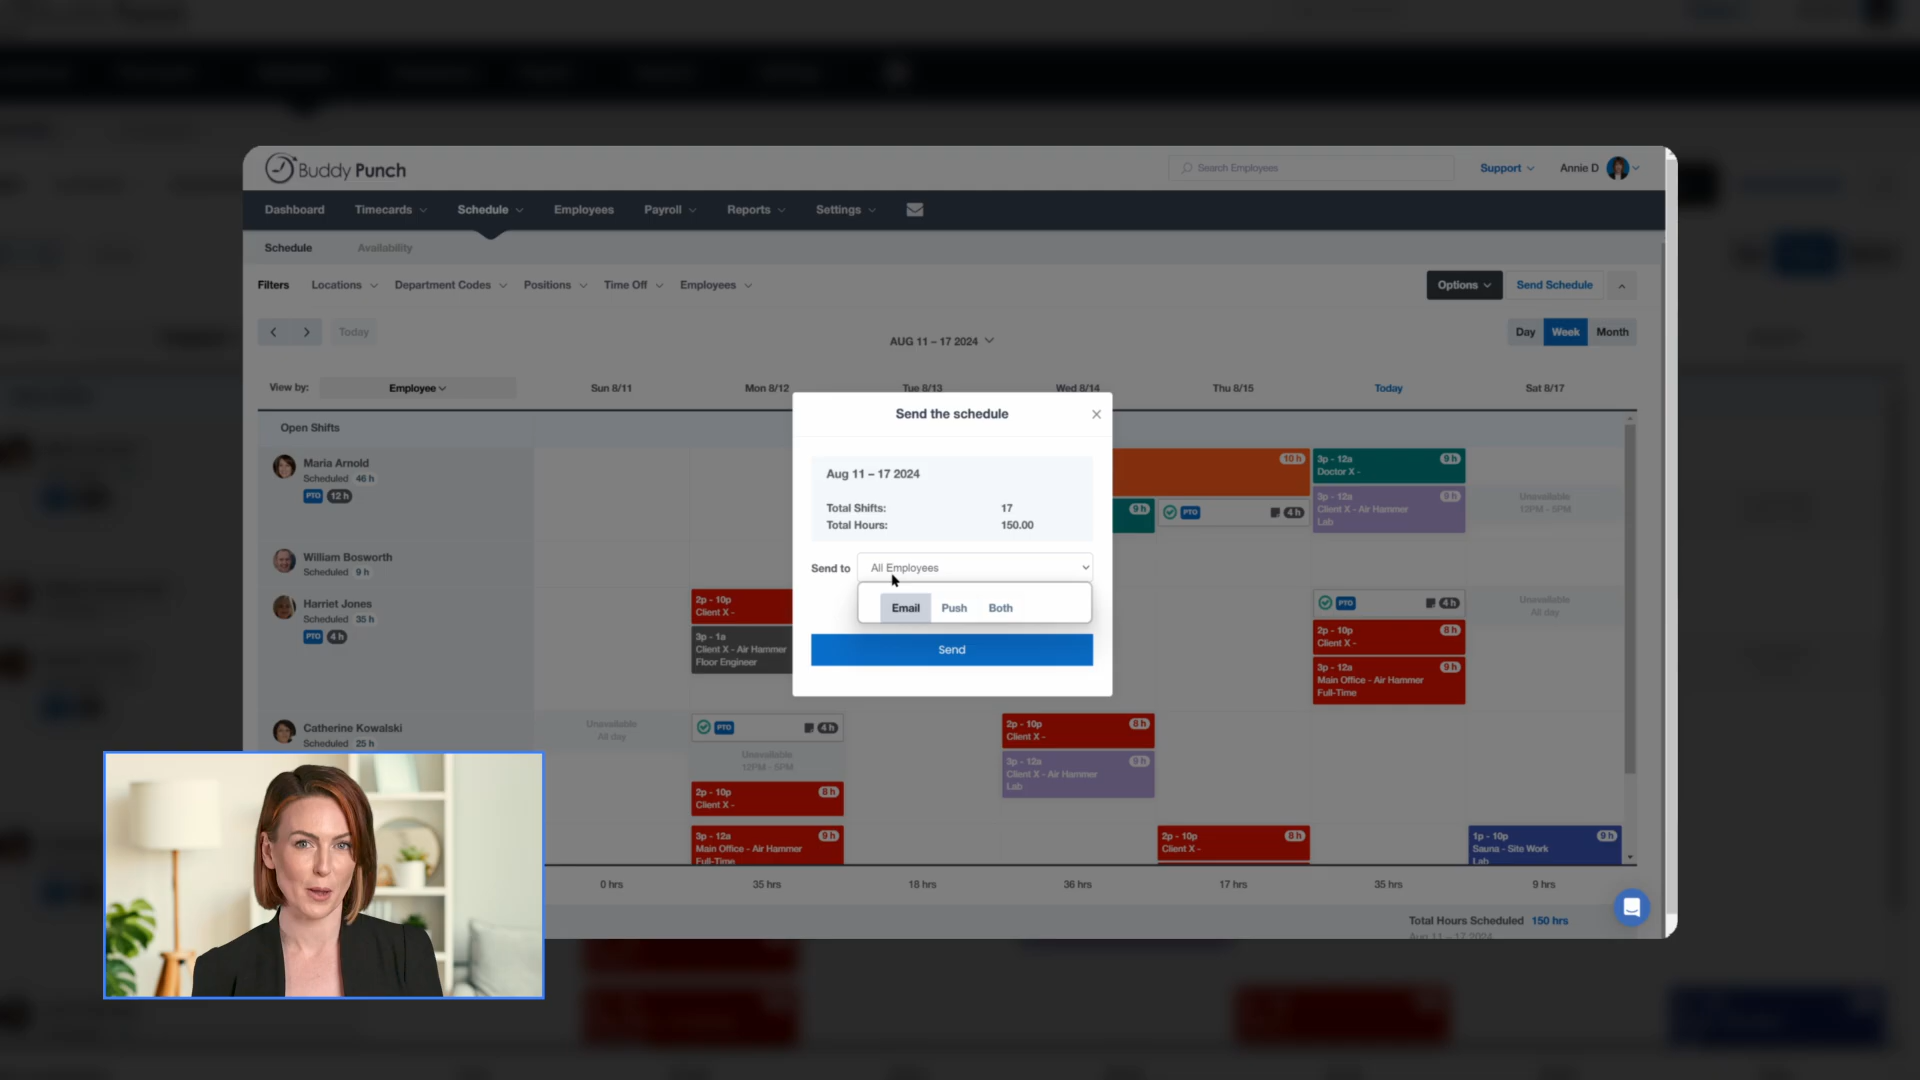 Buddy Punch
Search Employees
Support
Annie D
Dashboard
Timecards
Schedule
Employees
Payroll
Reports
Settings
Schedule
Availability
Filters
Locations
Department Codes
Positions
Time Off
Employees
Options
Send Schedule
Today
AUG 11 – 17 2024
Day
Week
Month
View by:
Employee
Sun 8/11
Mon 8/12
Tue 8/13
Wed 8/14
Thu 8/15
Today
Sat 8/17
Send the schedule
Aug 11 – 17 2024
Total Shifts: 17
Total Hours: 150.00
Send to
All Employees
Email
Push
Both
Send
Open Shifts
Maria Arnold
Scheduled 46 h
PTO 12 h
10 h
9 h
PTO 4 h
3p - 12a 9 h
Doctor X -
3p - 12a 9 h
Client X - Air Hammer
Lab
Unavailable
12PM - 5PM
William Bosworth
Scheduled 9 h
Harriet Jones
Scheduled 35 h
PTO 4 h
2p - 10p
Client X -
3p - 1a
Client X - Air Hammer
Floor Engineer
PTO 4 h
2p - 10p 8 h
Client X -
3p - 12a 9 h
Main Office - Air Hammer
Full-Time
Unavailable
All day
Catherine Kowalski
Scheduled 25 h
Unavailable
All day
PTO 4 h
Unavailable
12PM - 5PM
2p - 10p 8 h
Client X -
3p - 12a 9 h
Main Office - Air Hammer
Full-Time
2p - 10p 8 h
Client X -
3p - 12a 9 h
Client X - Air Hammer
Lab
2p - 10p 8 h
Client X -
1p - 10p 9 h
Sauna - Site Work
Lab
0 hrs
35 hrs
18 hrs
36 hrs
17 hrs
35 hrs
9 hrs
Total Hours Scheduled 150 hrs
Aug 11 – 17 2024